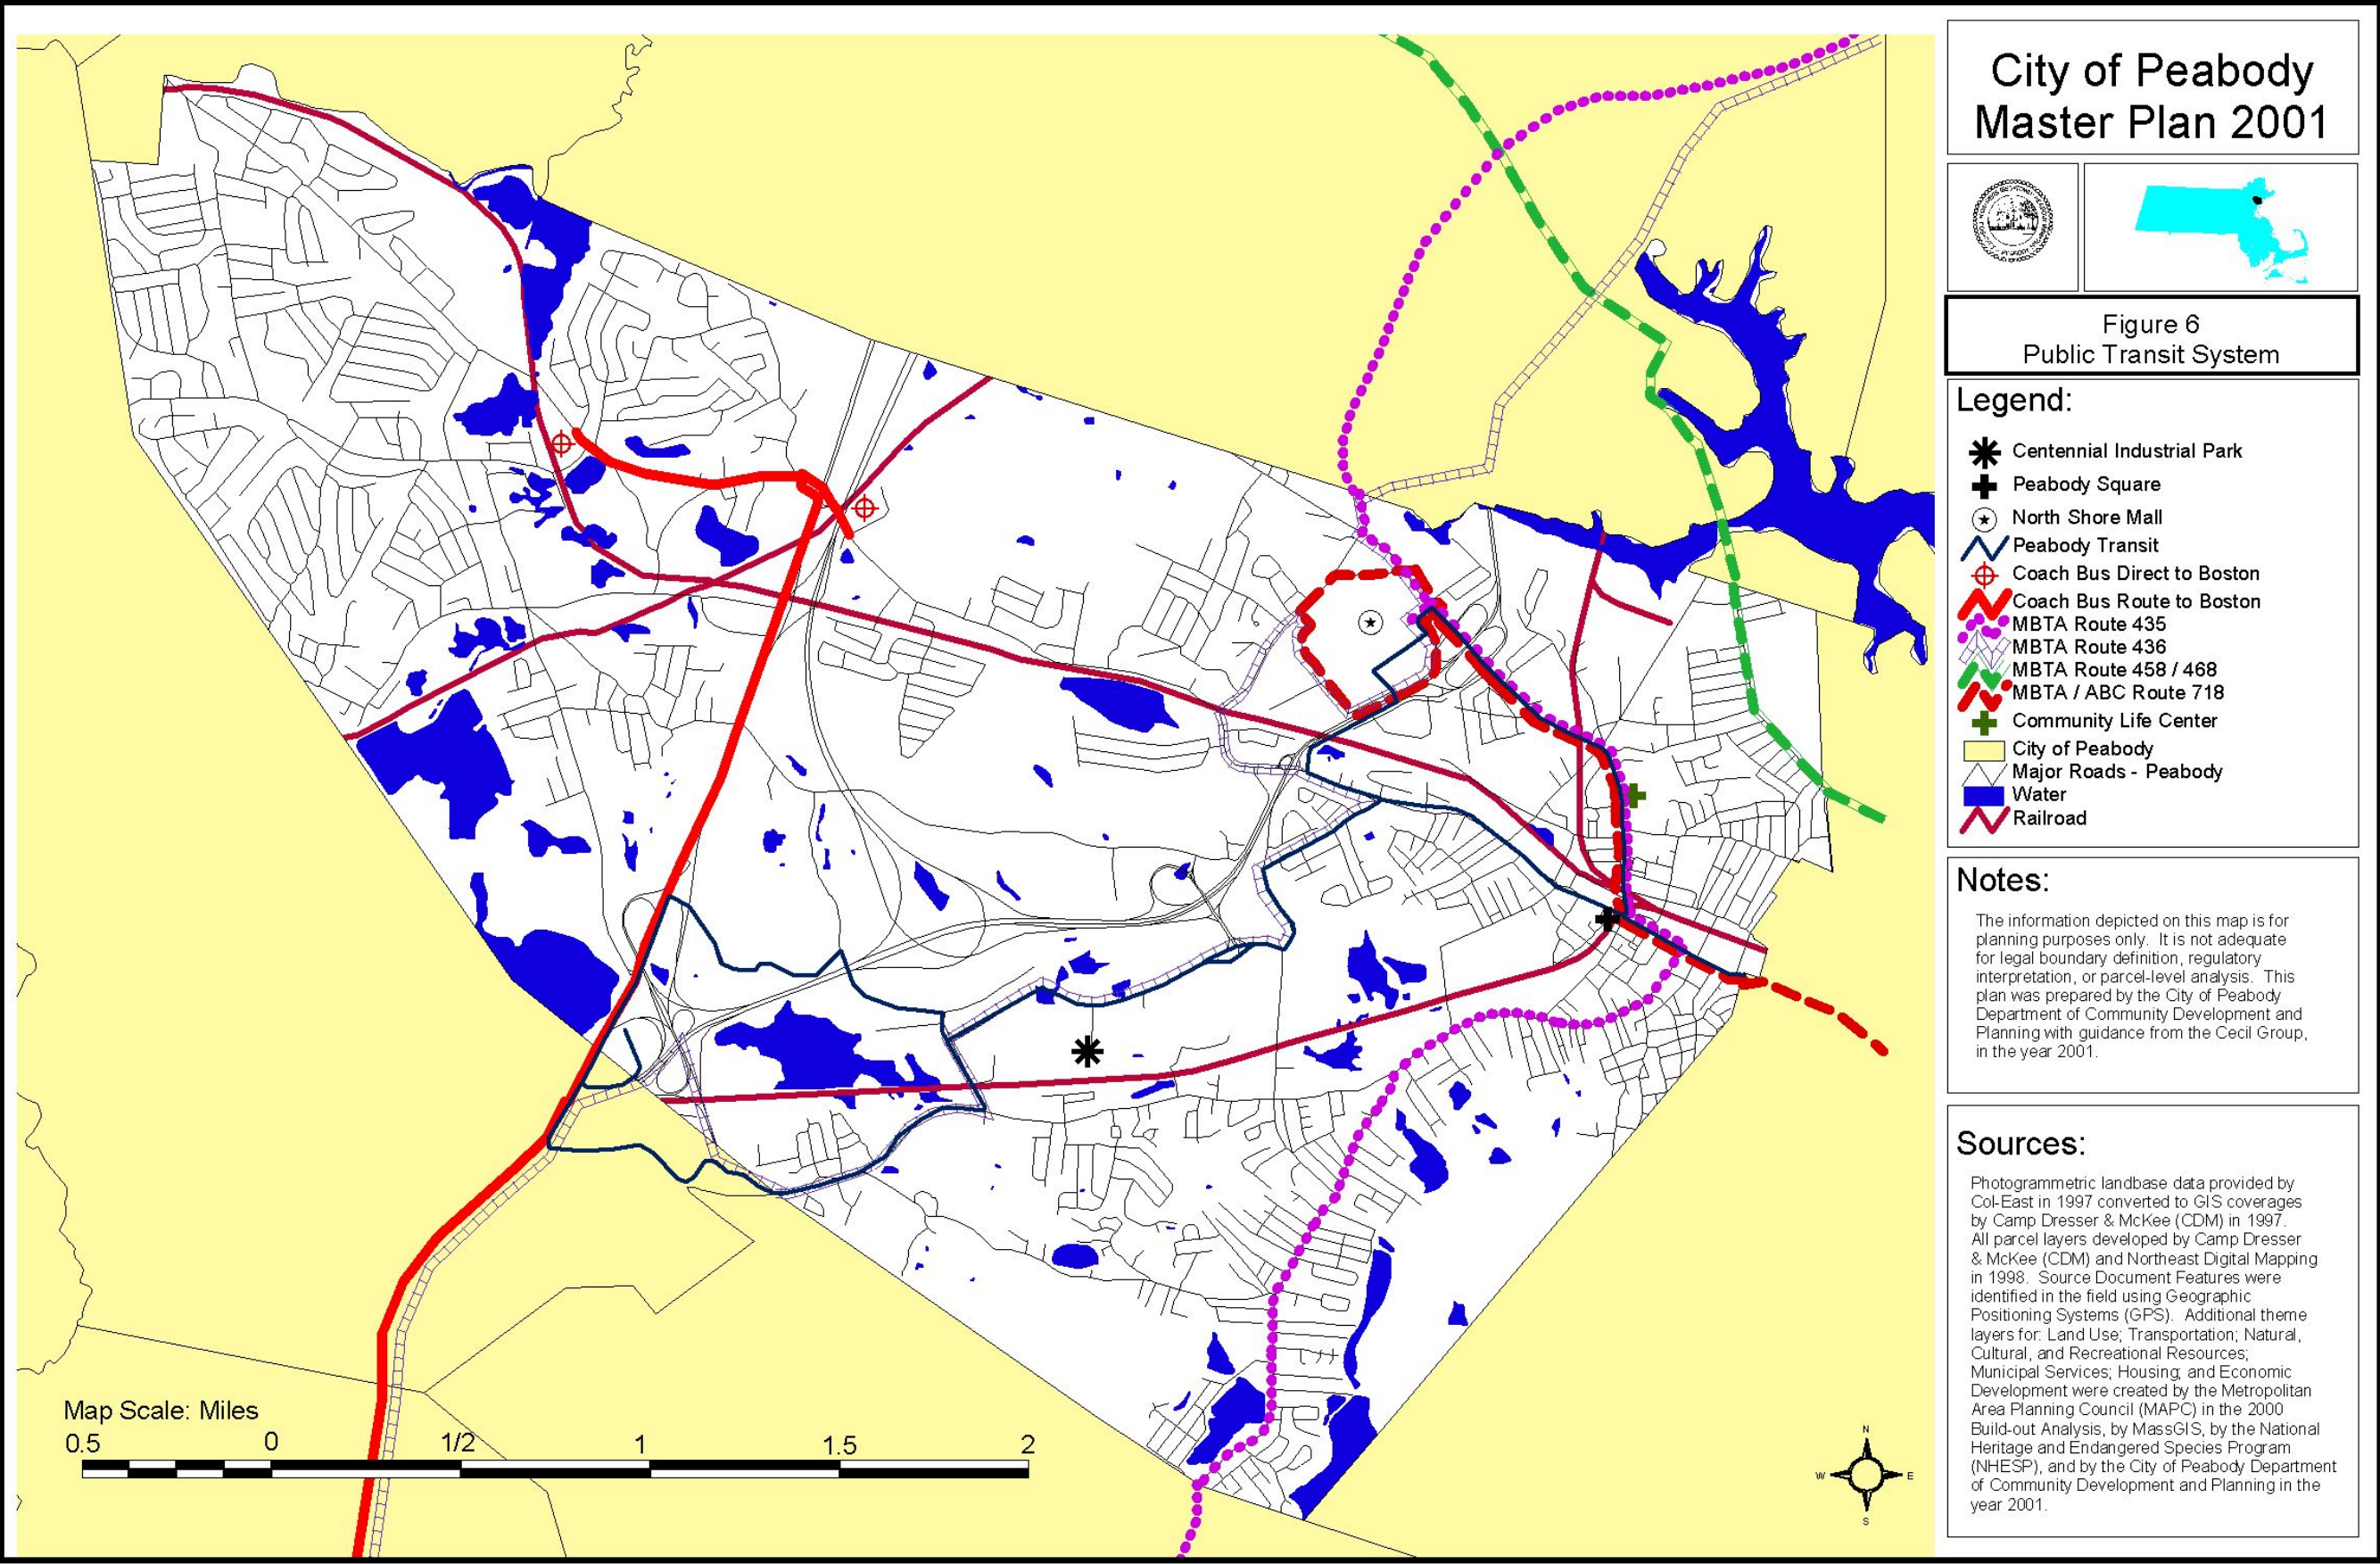 City of Peabody
Master Plan 2001
Figure 6
Public Transit System
Legend:
Centennial Industrial Park
Peabody Square
North Shore Mall
Peabody Transit
Coach Bus Direct to Boston
Coach Bus Route to Boston
MBTA Route 435
MBTA Route 436
MBTA Route 458 / 468
MBTA / ABC Route 718
Community Life Center
City of Peabody
Major Roads - Peabody
Water
Railroad
Notes:
The information depicted on this map is for
planning purposes only. It is not adequate
for legal boundary definition, regulatory
interpretation, or parcel-level analysis. This
plan was prepared by the City of Peabody
Department of Community Development and
Planning with guidance from the Cecil Group,
in the year 2001.
Sources:
Photogrammetric landbase data provided by
Col-East in 1997 converted to GIS coverages
by Camp Dresser & McKee (CDM) in 1997.
All parcel layers developed by Camp Dresser
& McKee (CDM) and Northeast Digital Mapping
in 1998. Source Document Features were
identified in the field using Geographic
Positioning Systems (GPS). Additional theme
layers for: Land Use; Transportation; Natural,
Cultural, and Recreational Resources;
Municipal Services; Housing; and Economic
Development were created by the Metropolitan
Area Planning Council (MAPC) in the 2000
Build-out Analysis, by MassGIS, by the National
Heritage and Endangered Species Program
(NHESP), and by the City of Peabody Department
of Community Development and Planning in the
year 2001.
Map Scale: Miles
0.5 0 1/2 1 1.5 2
N
W E
S